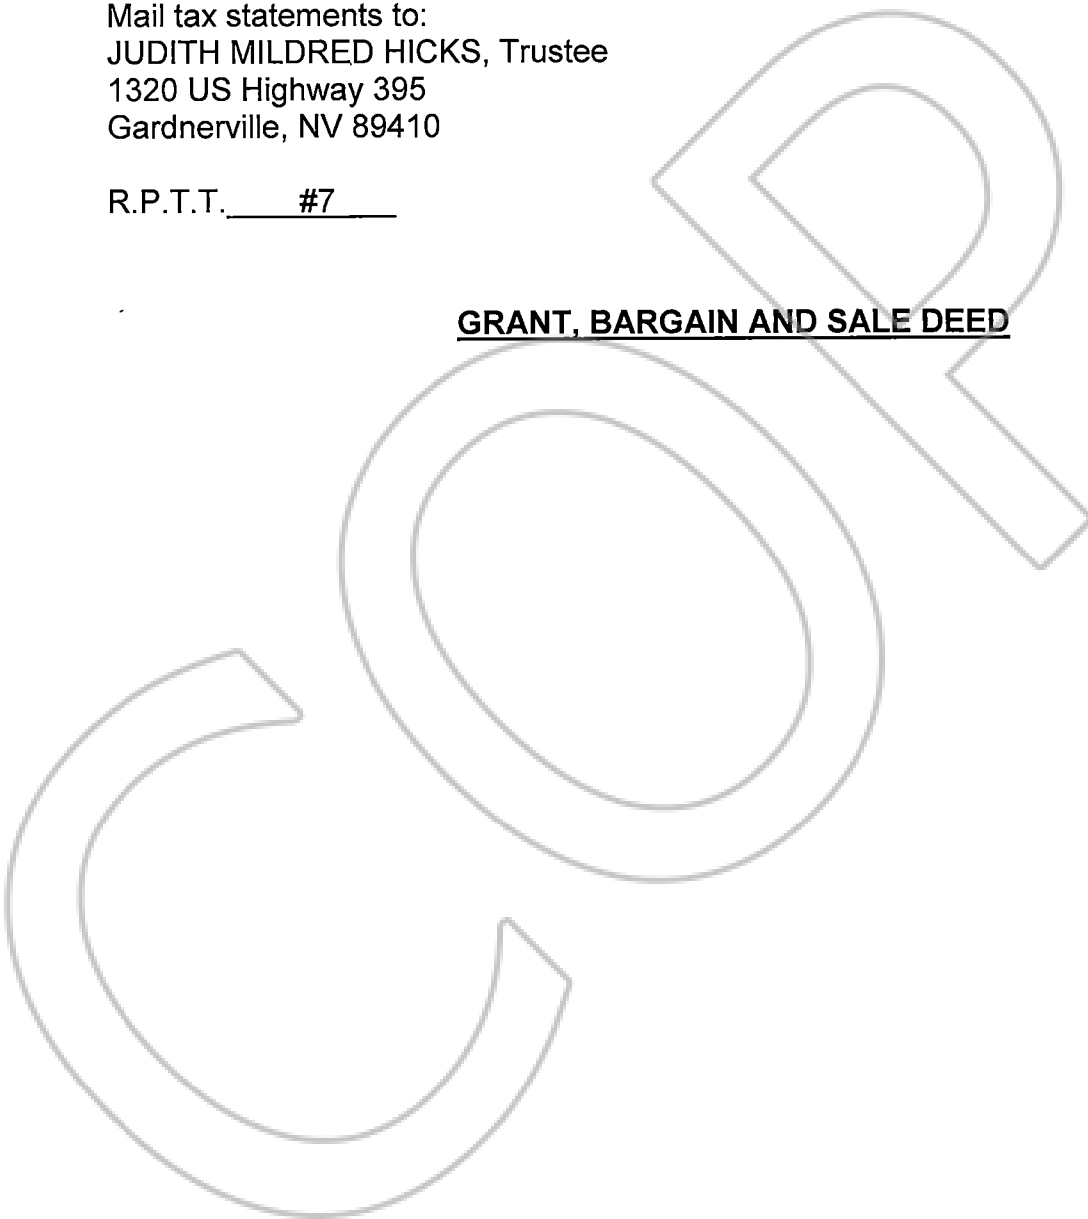 Mail tax statements to:
JUDITH MILDRED HICKS, Trustee
1320 US Highway 395
Gardnerville, NV 89410
R.P.T.T. #7
GRANT, BARGAIN AND SALE DEED
COP